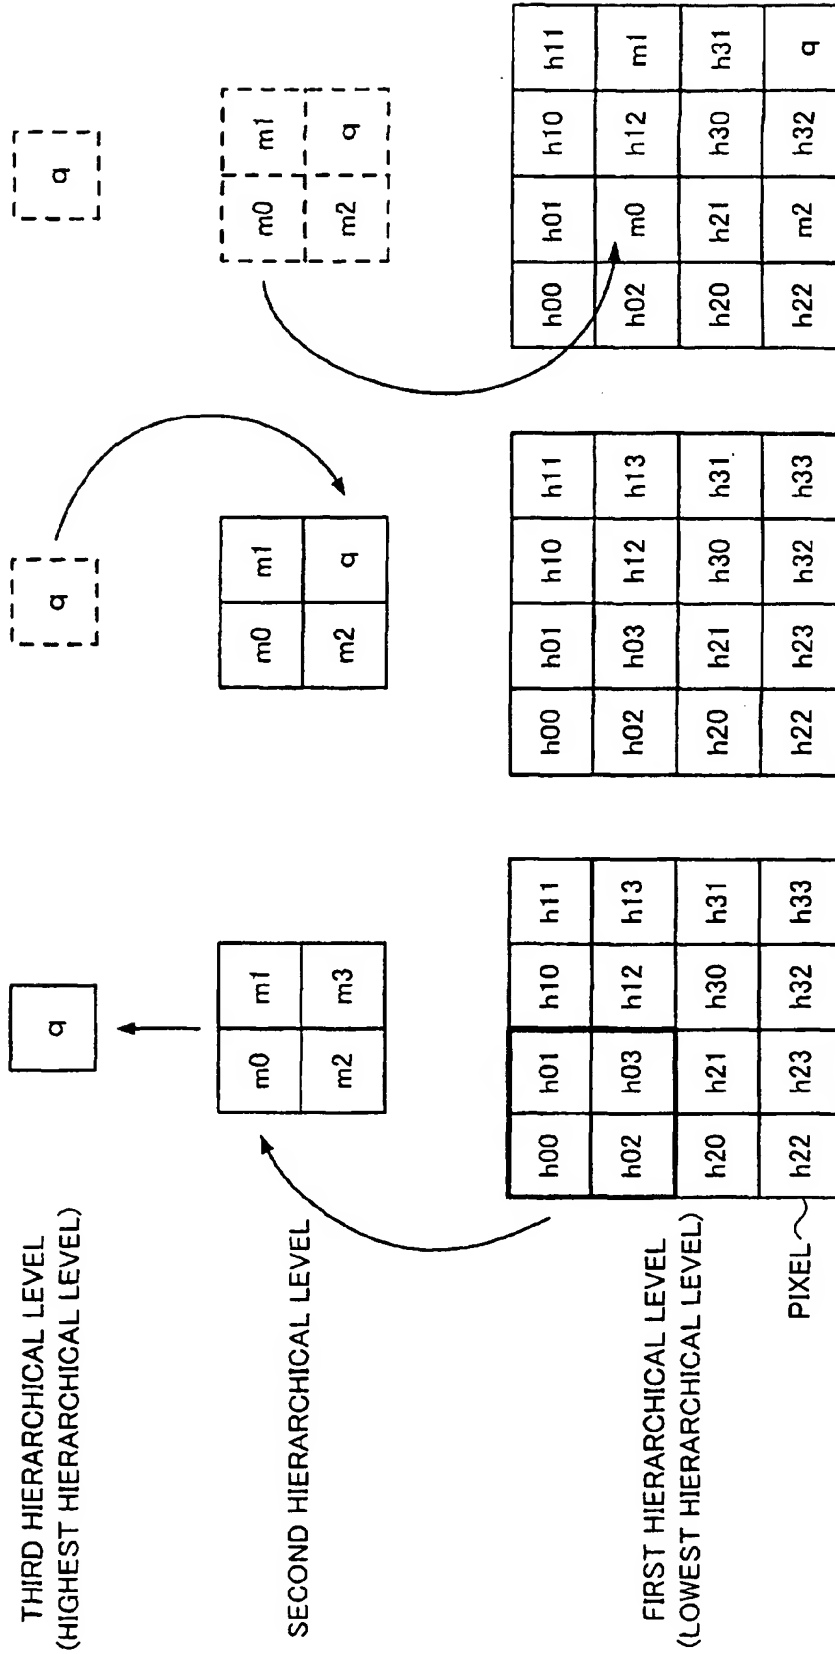 THIRD HIERARCHICAL LEVEL
(HIGHEST HIERARCHICAL LEVEL)
q
q
q
SECOND HIERARCHICAL LEVEL
m0 m1
m2 m3
m0 m1
m2 q
m0 m1
m2 q
FIRST HIERARCHICAL LEVEL
(LOWEST HIERARCHICAL LEVEL)
PIXEL
h00 h01 h10 h11
h02 h03 h12 h13
h20 h21 h30 h31
h22 h23 h32 h33
h00 h01 h10 h11
h02 h03 h12 h13
h20 h21 h30 h31
h22 h23 h32 h33
h00 h01 h10 h11
h02 m0 h12 m1
h20 h21 h30 h31
h22 m2 h32 q